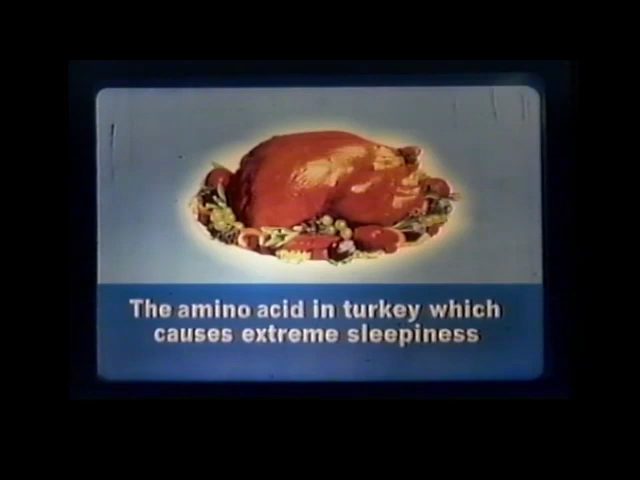 The amino acid in turkey which
causes extreme sleepiness